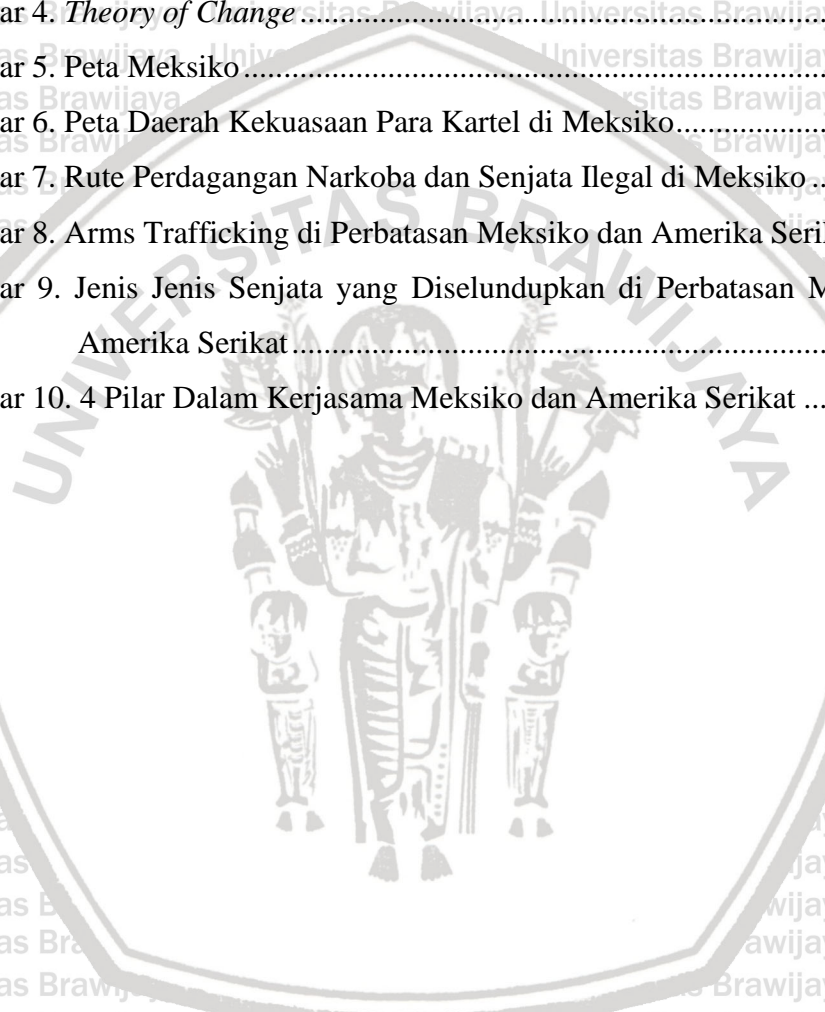 ar 4. Theory of Change........................................................................
ar 5. Peta Meksiko..............................................................................
ar 6. Peta Daerah Kekuasaan Para Kartel di Meksiko....................
ar 7. Rute Perdagangan Narkoba dan Senjata Ilegal di Meksiko ..
ar 8. Arms Trafficking di Perbatasan Meksiko dan Amerika Seri
ar 9. Jenis Jenis Senjata yang Diselundupkan di Perbatasan M
Amerika Serikat....................................................................
ar 10. 4 Pilar Dalam Kerjasama Meksiko dan Amerika Serikat ...
UNIVERSITAS BRAWIJAYA